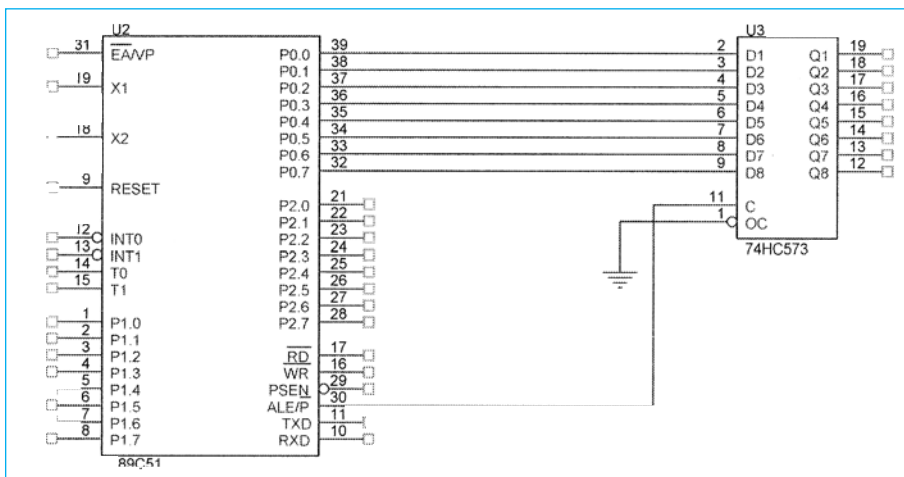 U2
31 EA/VP P0.0 39
19 X1 P0.1 38
P0.2 37
P0.3 36
18 X2 P0.4 35
P0.5 34
P0.6 33
9 RESET P0.7 32
P2.0 21
P2.1 22
12 INT0 P2.2 23
13 INT1 P2.3 24
14 T0 P2.4 25
15 T1 P2.5 26
P2.6 27
1 P1.0 P2.7 28
2 P1.1
3 P1.2 RD 17
4 P1.3 WR 16
5 P1.4 PSEN 29
6 P1.5 ALE/P 30
7 P1.6 TXD 11
8 P1.7 RXD 10
89C51
U3
2 D1 Q1 19
3 D2 Q2 18
4 D3 Q3 17
5 D4 Q4 16
6 D5 Q5 15
7 D6 Q6 14
8 D7 Q7 13
9 D8 Q8 12
11 C
1 OC
74HC573